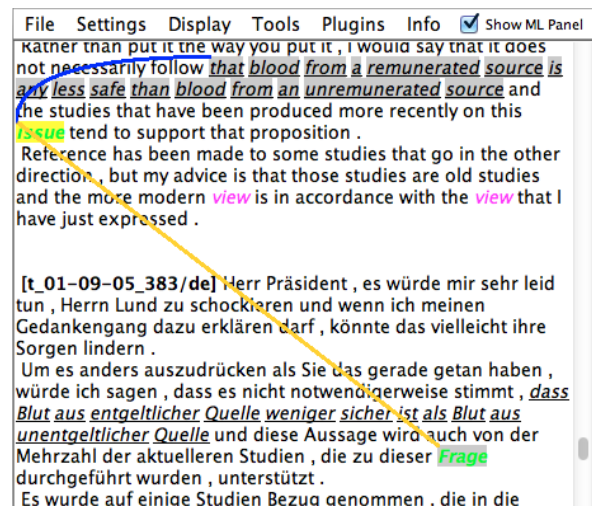 File Settings Display Tools Plugins Info Show ML Panel
Rather than put it the way you put it , I would say that it does
not necessarily follow that blood from a remunerated source is
any less safe than blood from an unremunerated source and
the studies that have been produced more recently on this
issue tend to support that proposition .
Reference has been made to some studies that go in the other
direction , but my advice is that those studies are old studies
and the more modern view is in accordance with the view that I
have just expressed .
[t_01-09-05_383/de] Herr Präsident , es würde mir sehr leid
tun , Herrn Lund zu schockieren und wenn ich meinen
Gedankengang dazu erklären darf , könnte das vielleicht ihre
Sorgen lindern .
Um es anders auszudrücken als Sie das gerade getan haben ,
würde ich sagen , dass es nicht notwendigerweise stimmt , dass
Blut aus entgeltlicher Quelle weniger sicher ist als Blut aus
unentgeltlicher Quelle und diese Aussage wird auch von der
Mehrzahl der aktuelleren Studien , die zu dieser Frage
durchgeführt wurden , unterstützt .
Es wurde auf einige Studien Bezug genommen , die in die